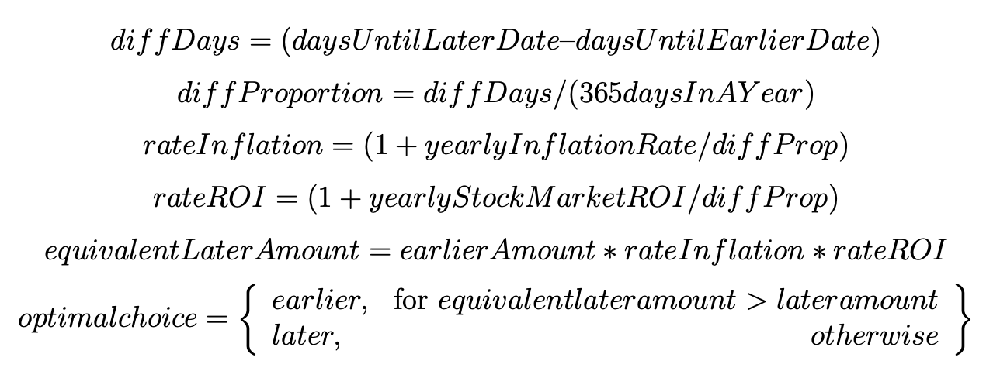 diffDays = (daysUntilLaterDate–daysUntilEarlierDate)
diffProportion = diffDays/(365daysInAYear)
rateInflation = (1 + yearlyInflationRate/diffProp)
rateROI = (1 + yearlyStockMarketROI/diffProp)
equivalentLaterAmount = earlierAmount * rateInflation * rateROI
optimalchoice = { earlier, for equivalentlateramount > lateramount
later, otherwise }